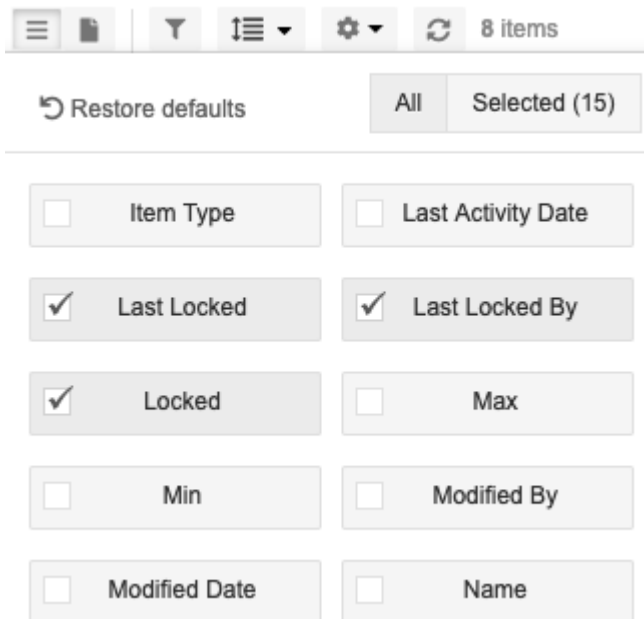 8 items
Restore defaults All Selected (15)
Item Type Last Activity Date
Last Locked Last Locked By
Locked Max
Min Modified By
Modified Date Name